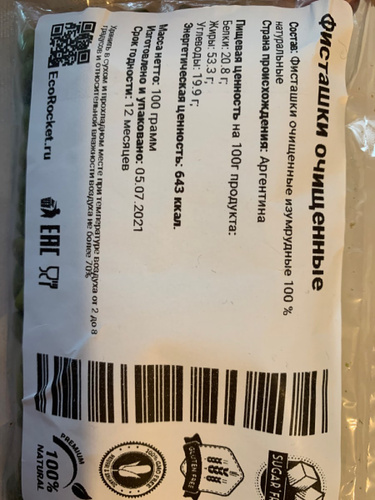 Фисташки очищенные
Состав: Фисташки очищенные изумрудные 100 %
натуральные
Страна происхождения: Аргентина
Пищевая ценность на 100г продукта:
Белки: 20.8 г;
Жиры: 53.3 г;
Углеводы: 19.9 г;
Энергетическая ценность: 643 ккал.
Масса нетто: 100 грамм
Изготовлено и упаковано: 05.07.2021
Срок годности: 12 месяцев
Хранить в сухом и прохладном месте при температуре воздуха от 2 до 8
градусов и относительной влажности воздуха не более 70%
EcoRocket.ru
EAC
SUGAR
GLUTEN FREE
PREMIUM
100%
NATURAL